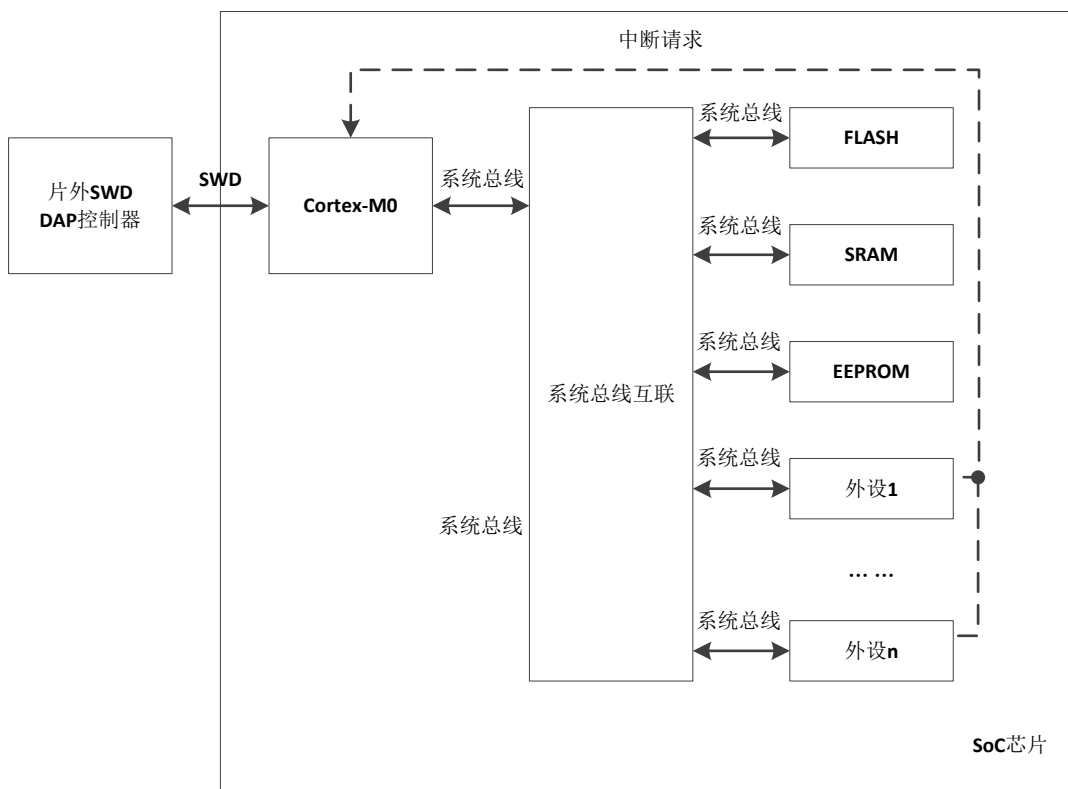 中断请求
系统总线
FLASH
片外SWD
DAP控制器
SWD
Cortex-M0
系统总线
系统总线
SRAM
系统总线
EEPROM
系统总线互联
系统总线
外设1
系统总线
... ...
系统总线
外设n
SoC芯片